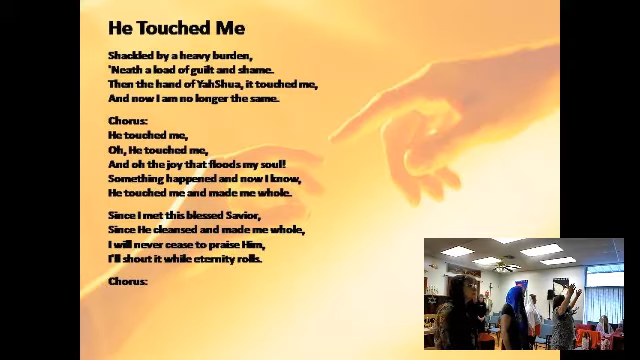 He Touched Me
Shackled by a heavy burden,
'Neath a load of guilt and shame.
Then the hand of YahShua, it touched me,
And now I am no longer the same.
Chorus:
He touched me,
Oh, He touched me,
And oh the joy that floods my soul!
Something happened and now I know,
He touched me and made me whole.
Since I met this blessed Savior,
Since He cleansed and made me whole,
I will never cease to praise Him,
I'll shout it while eternity rolls.
Chorus: